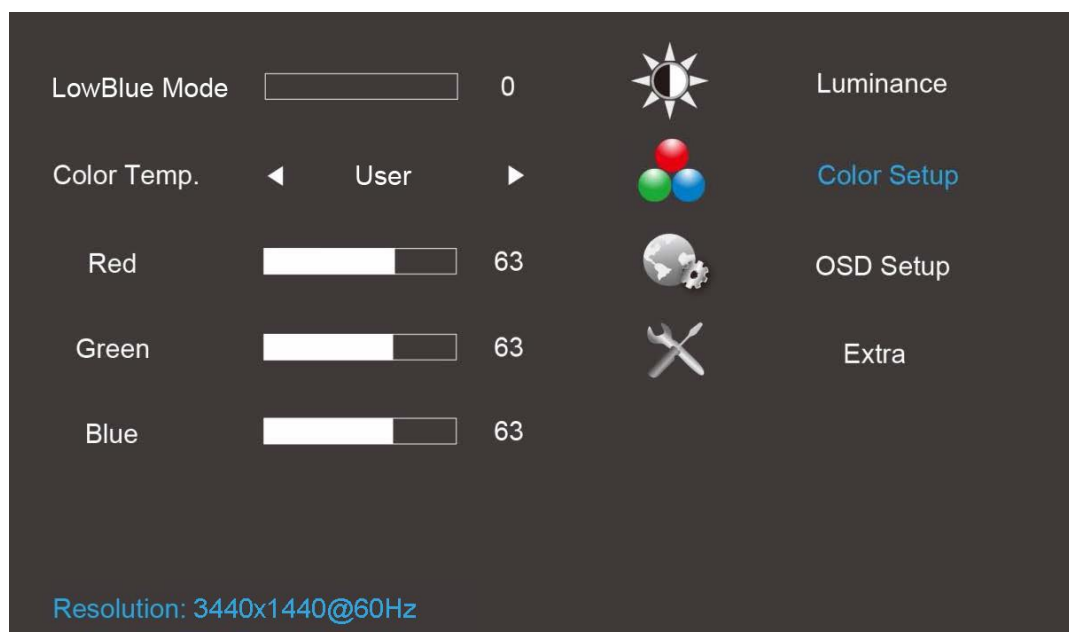 LowBlue Mode 0 Luminance
Color Temp. User Color Setup
Red 63 OSD Setup
Green 63 Extra
Blue 63
Resolution: 3440x1440@60Hz